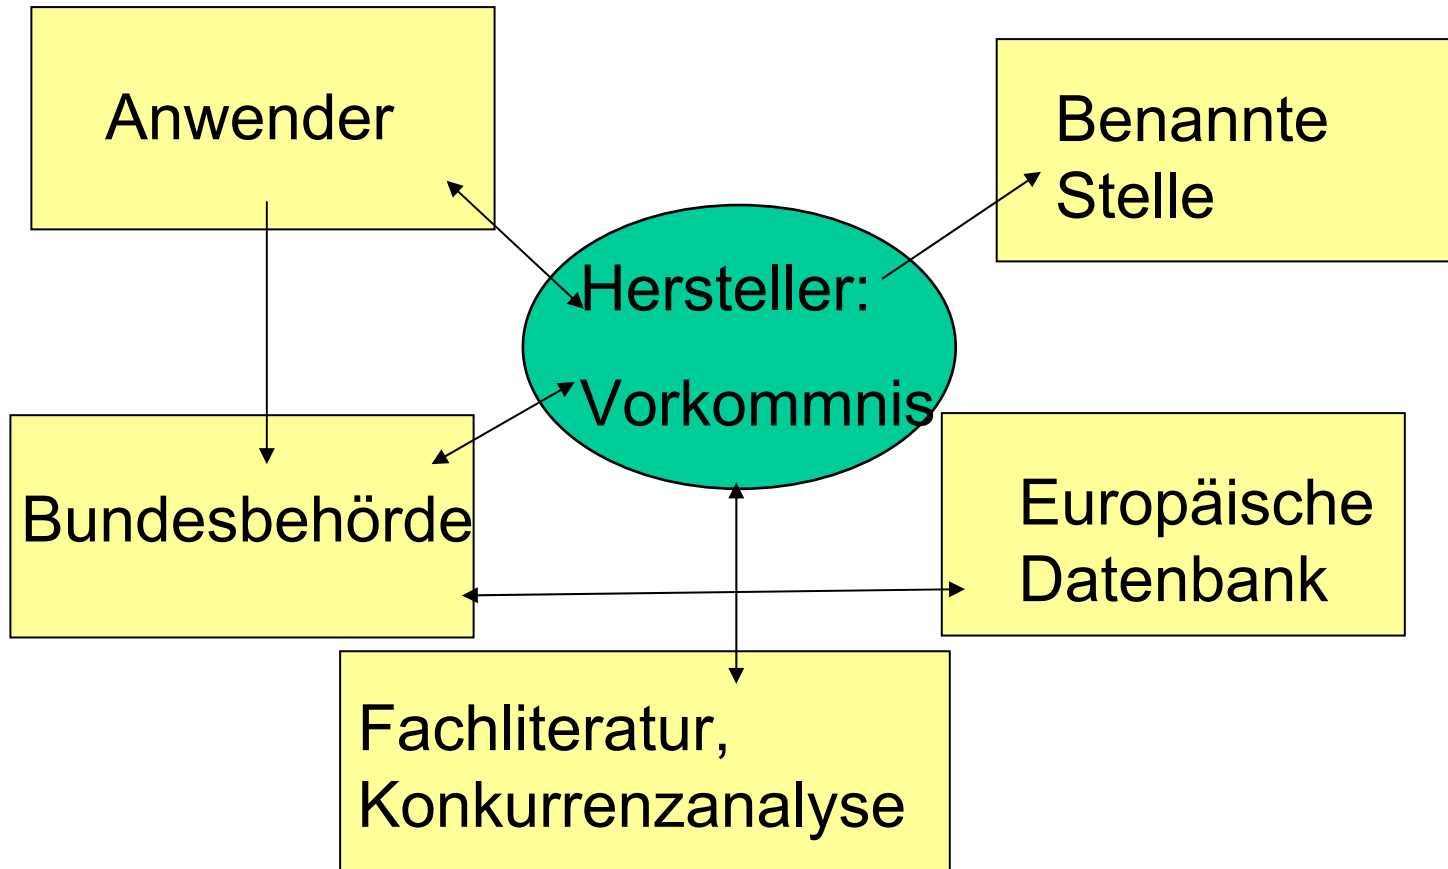 Anwender
Benannte
Stelle
Hersteller:
Vorkommnis
Bundesbehörde
Europäische
Datenbank
Fachliteratur,
Konkurrenzanalyse